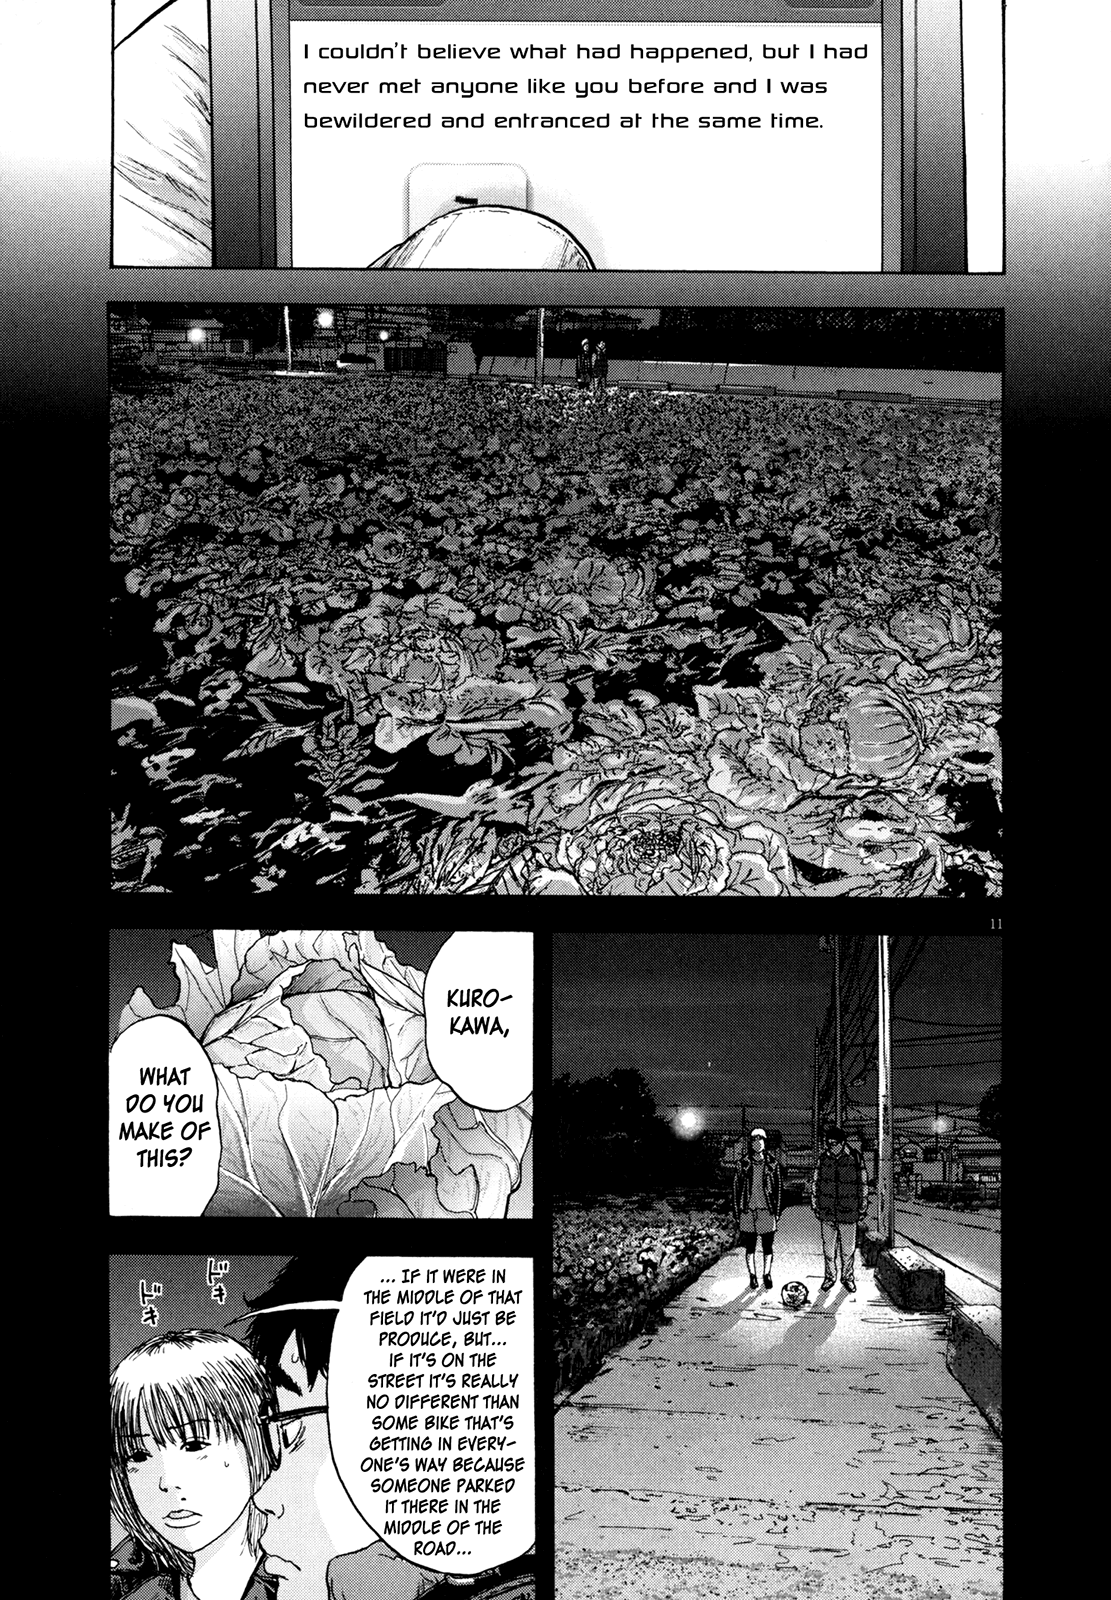 I couldn't believe what had happened, but I had
never met anyone like you before and I was
bewildered and entranced at the same time.
11
KURO-
KAWA,
WHAT
DO YOU
MAKE OF
THIS?
ドキ
ドキ
... IF IT WERE IN
THE MIDDLE OF THAT
FIELD IT'D JUST BE
PRODUCE, BUT...
IF IT'S ON THE
STREET IT'S REALLY
NO DIFFERENT THAN
SOME BIKE THAT'S
GETTING IN EVERY-
ONE'S WAY BECAUSE
SOMEONE PARKED
IT THERE IN THE
MIDDLE OF THE
ROAD...